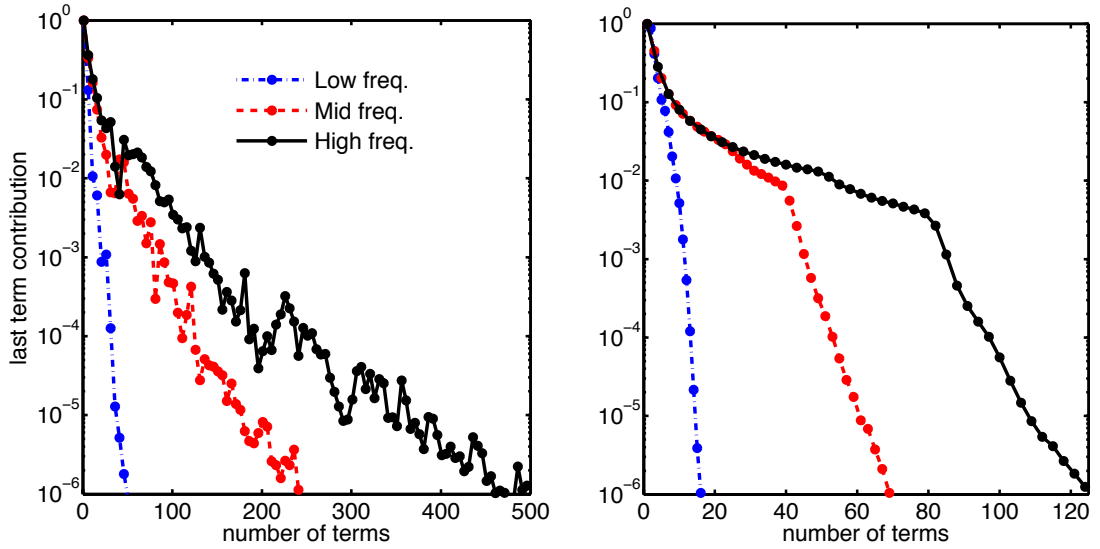 last term contribution
10^0
10^-1
10^-2
10^-3
10^-4
10^-5
10^-6
0 100 200 300 400 500
number of terms
Low freq.
Mid freq.
High freq.
10^0
10^-1
10^-2
10^-3
10^-4
10^-5
10^-6
0 20 40 60 80 100 120
number of terms